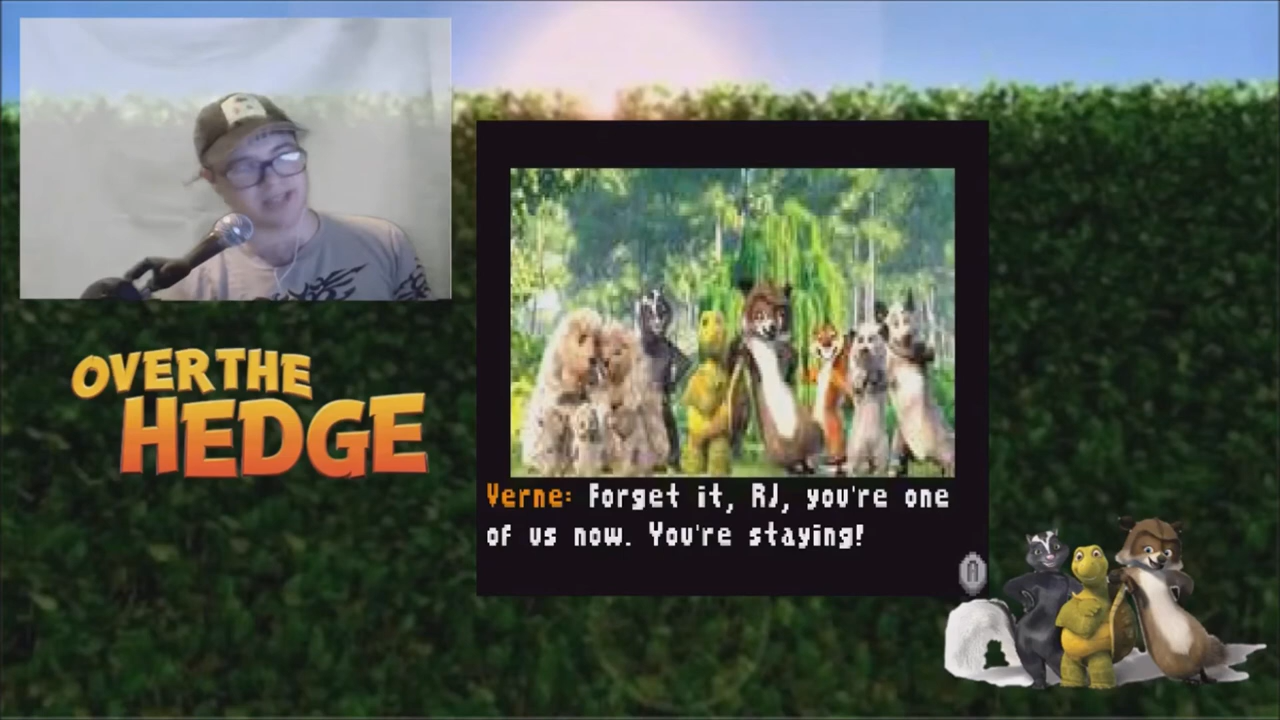 OVER THE
HEDGE
Verne: Forget it, RJ, you're one
of us now. You're staying!
A